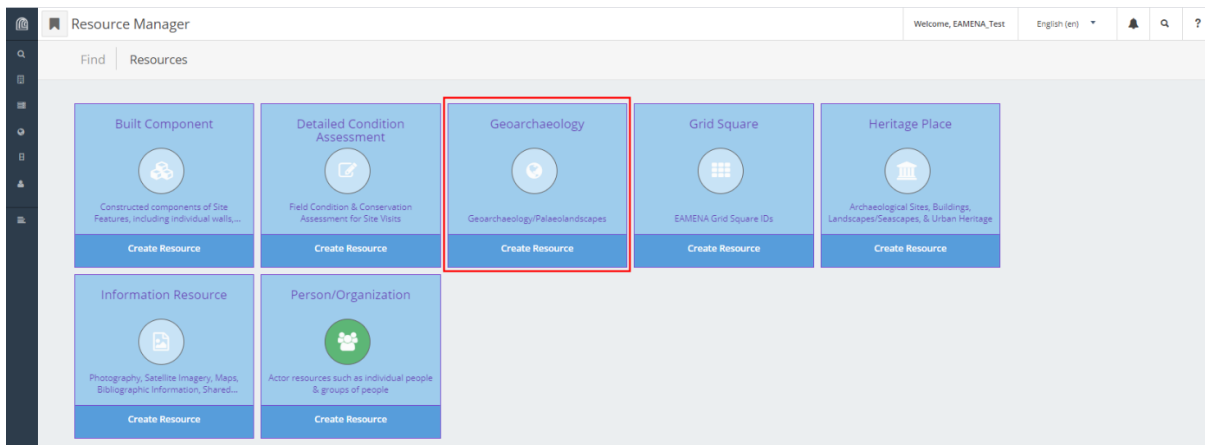 Resource Manager
Welcome, EAMENA_Test
English (en)
?
Find
Resources
Built Component
Constructed components of Site
Features, including individual walls,...
Create Resource
Detailed Condition
Assessment
Field Condition & Conservation
Assessment for Site Visits
Create Resource
Geoarchaeology
Geoarchaeology/Palaeolandscapes
Create Resource
Grid Square
EAMENA Grid Square IDs
Create Resource
Heritage Place
Archaeological Sites, Buildings,
Landscapes/Seascapes, & Urban Heritage
Create Resource
Information Resource
Photography, Satellite Imagery, Maps,
Bibliographic Information, Shared...
Create Resource
Person/Organization
Actor resources such as individual people
& groups of people
Create Resource